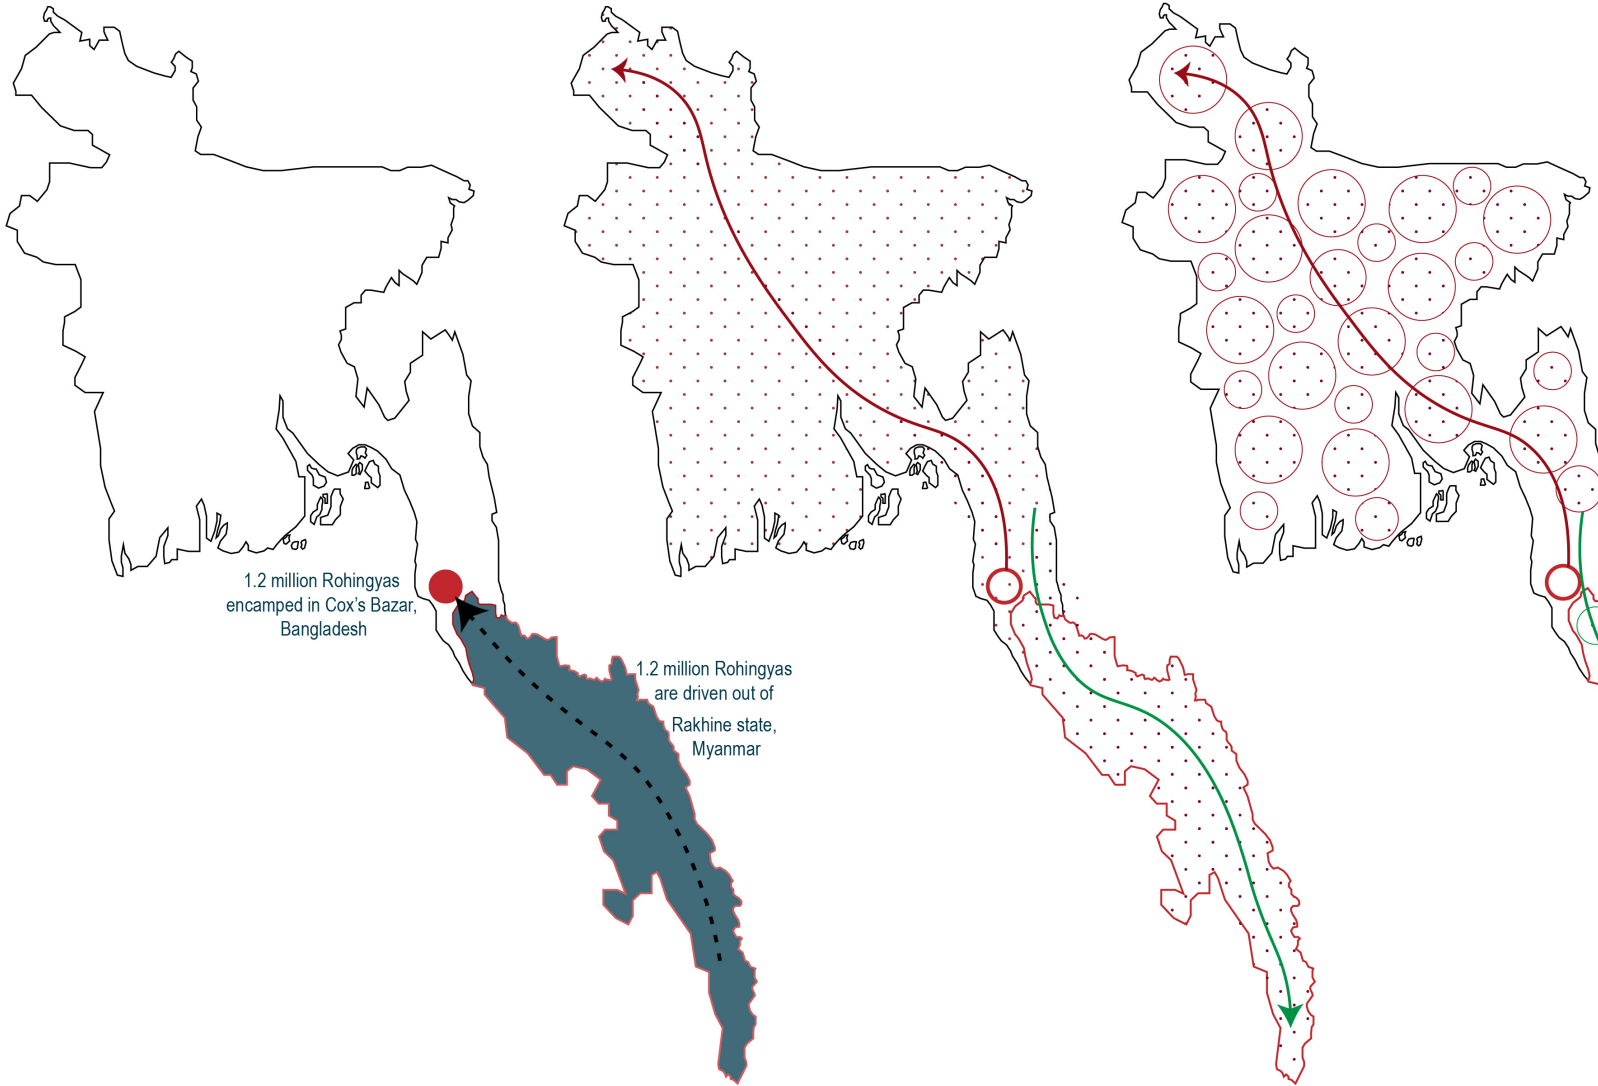 1.2 million Rohingyas
encamped in Cox's Bazar,
Bangladesh
1.2 million Rohingyas
are driven out of
Rakhine state,
Myanmar